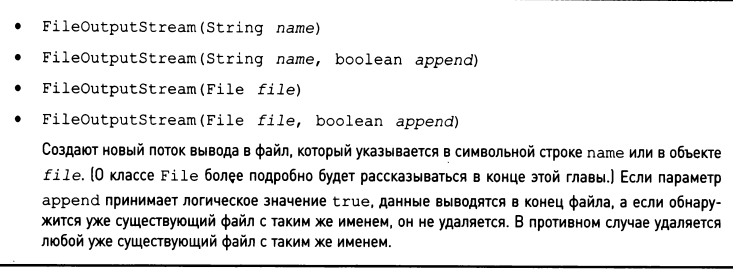 • FileOutputStream(String name)
• FileOutputStream(String name, boolean append)
• FileOutputStream(File file)
• FileOutputStream(File file, boolean append)
Создают новый поток вывода в файл, который указывается в символьной строке name или в объекте
file. (О классе File более подробно будет рассказываться в конце этой главы.) Если параметр
append принимает логическое значение true, данные выводятся в конец файла, а если обнару-
жится уже существующий файл с таким же именем, он не удаляется. В противном случае удаляется
любой уже существующий файл с таким же именем.